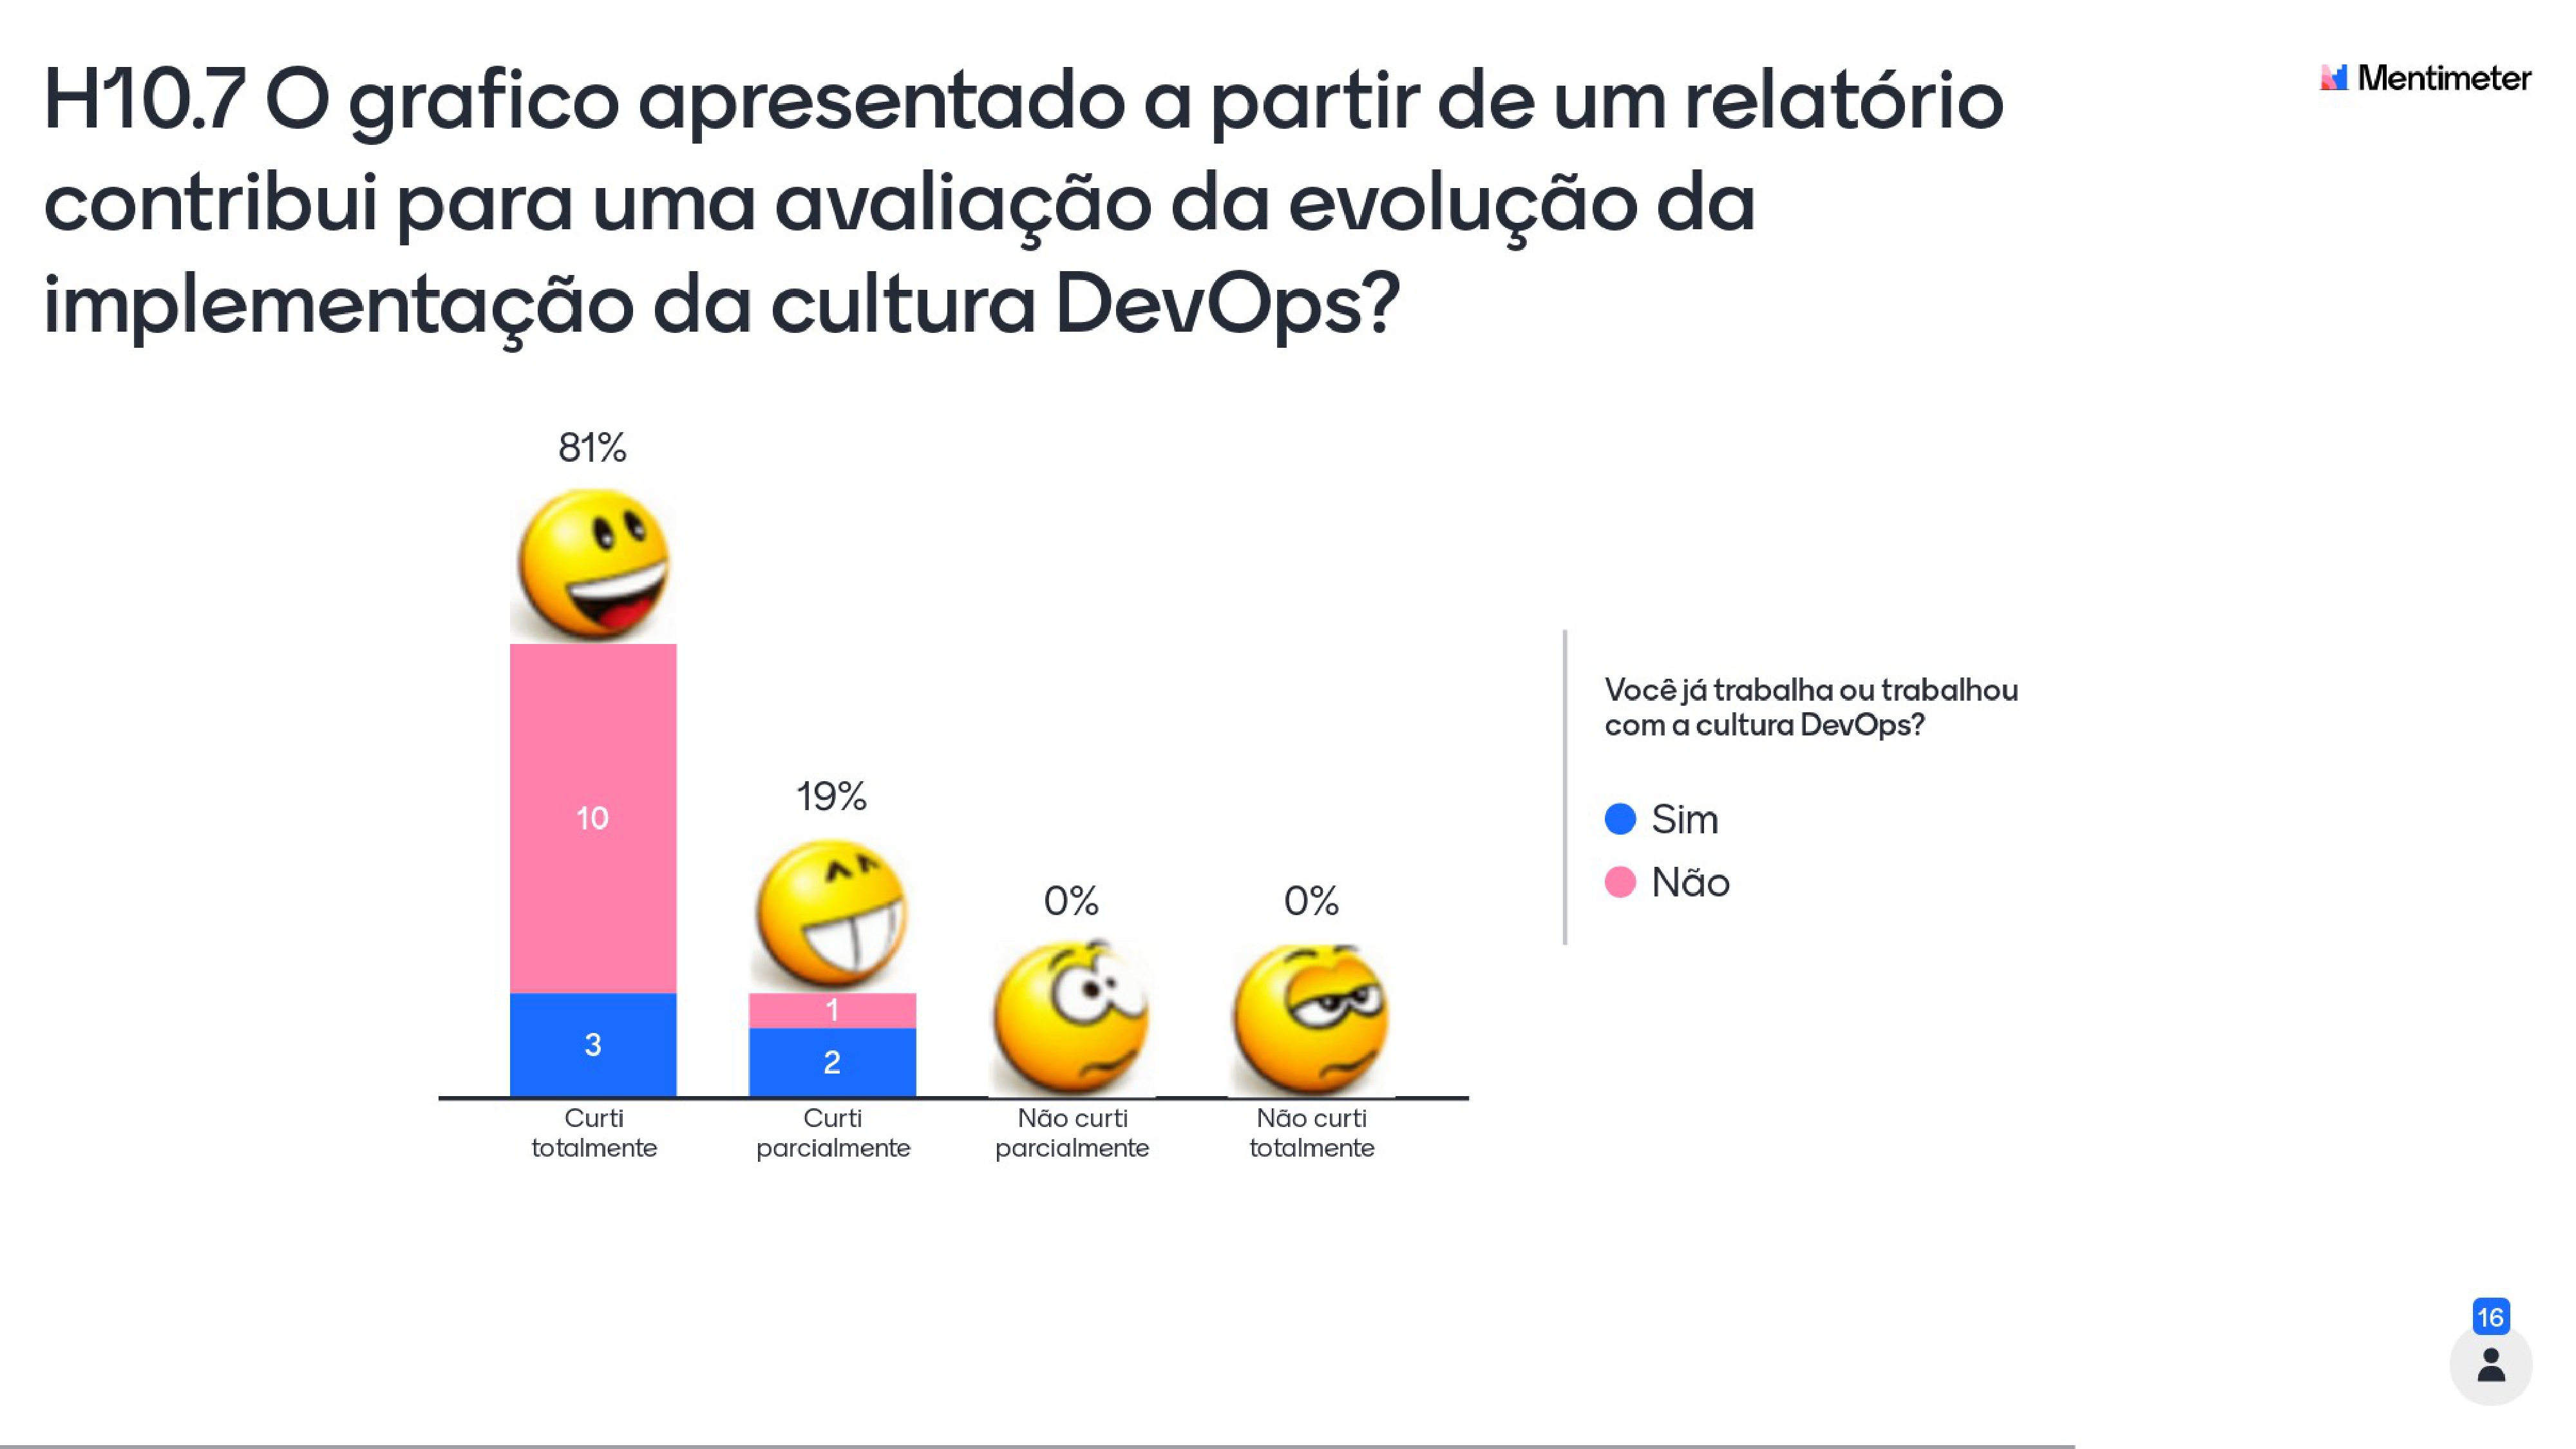 H10.7 O grafico apresentado a partir de um relatório
contribui para uma avaliação da evolução da
implementação da cultura DevOps?
Mentimeter
81%
10
3
19%
1
2
0%
0%
Curti
totalmente
Curti
parcialmente
Não curti
parcialmente
Não curti
totalmente
Você já trabalha ou trabalhou
com a cultura DevOps?
Sim
Não
16